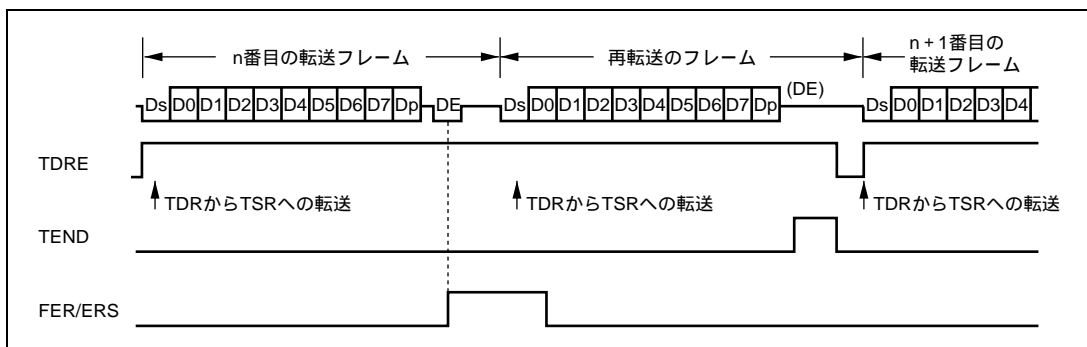 n番目の転送フレーム
再転送のフレーム
n + 1番目の
転送フレーム
Ds D0 D1 D2 D3 D4 D5 D6 D7 Dp DE
Ds D0 D1 D2 D3 D4 D5 D6 D7 Dp (DE)
Ds D0 D1 D2 D3 D4
TDRE
TDRからTSRへの転送
TDRからTSRへの転送
TDRからTSRへの転送
TEND
FER/ERS